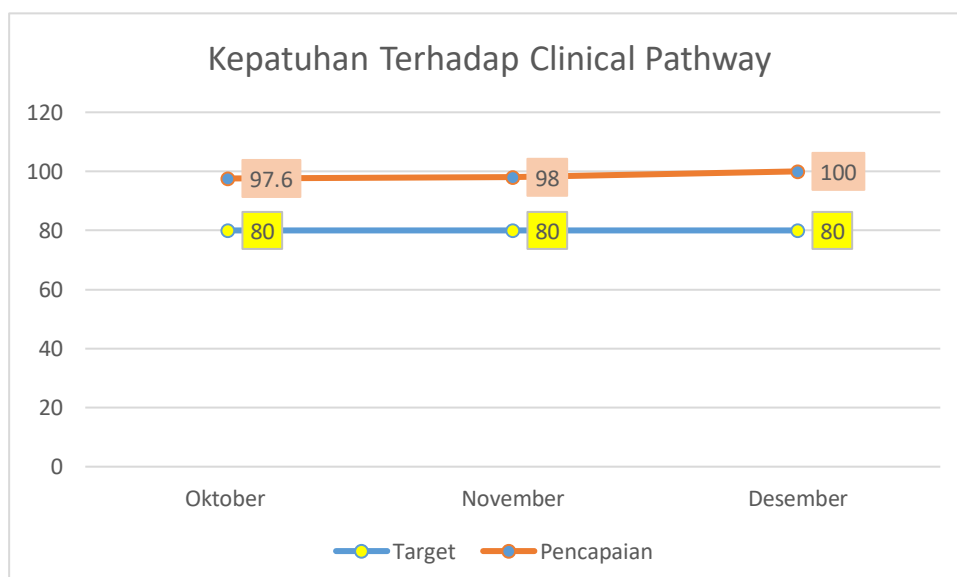 Kepatuhan Terhadap Clinical Pathway
120
100
80
60
40
20
0
97.6
98
100
80
80
80
Oktober
November
Desember
Target
Pencapaian